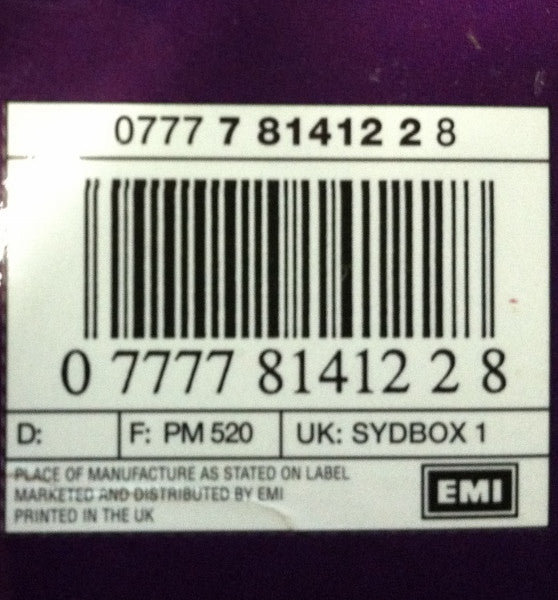 0777 7 81412 2 8
0 7777 81412 2 8
D: F: PM 520 UK: SYDBOX 1
PLACE OF MANUFACTURE AS STATED ON LABEL
MARKETED AND DISTRIBUTED BY EMI
PRINTED IN THE UK
EMI